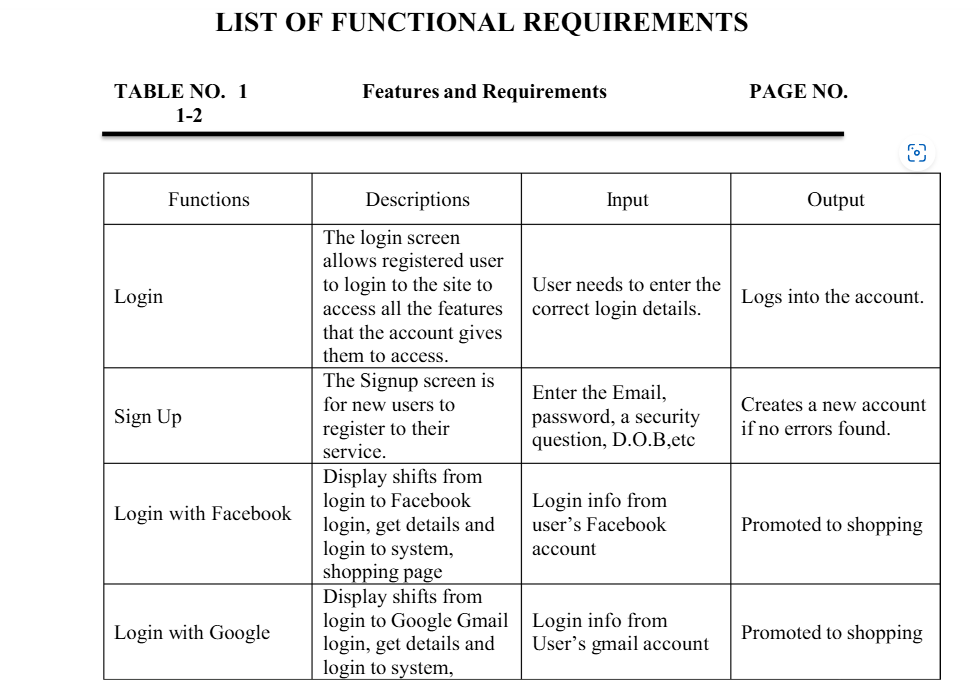 LIST OF FUNCTIONAL REQUIREMENTS
TABLE NO. 1 Features and Requirements PAGE NO.
1-2
Functions Descriptions Input Output
Login
The login screen
allows registered user
to login to the site to
access all the features
that the account gives
them to access.
User needs to enter the
correct login details.
Logs into the account.
Sign Up
The Signup screen is
for new users to
register to their
service.
Enter the Email,
password, a security
question, D.O.B,etc
Creates a new account
if no errors found.
Login with Facebook
Display shifts from
login to Facebook
login, get details and
login to system,
shopping page
Login info from
user’s Facebook
account
Promoted to shopping
Login with Google
Display shifts from
login to Google Gmail
login, get details and
login to system,
Login info from
User’s gmail account
Promoted to shopping